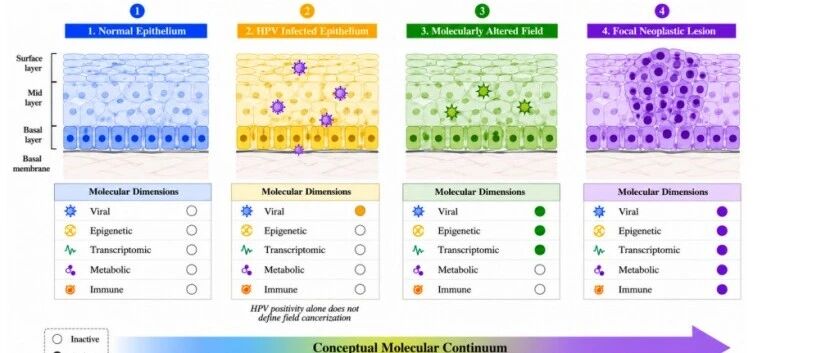 1
2
3
4
1. Normal Epithelium
2. HPV Infected Epithelium
3. Molecularly Altered Field
4. Focal Neoplastic Lesion
Surface
layer
Mid
layer
Basal
layer
Basal
membrane
Molecular Dimensions
Viral
Epigenetic
Transcriptomic
Metabolic
Immune
Molecular Dimensions
Viral
Epigenetic
Transcriptomic
Metabolic
Immune
HPV positivity alone does not
define field cancerization
Molecular Dimensions
Viral
Epigenetic
Transcriptomic
Metabolic
Immune
Molecular Dimensions
Viral
Epigenetic
Transcriptomic
Metabolic
Immune
Inactive
Conceptual Molecular Continuum